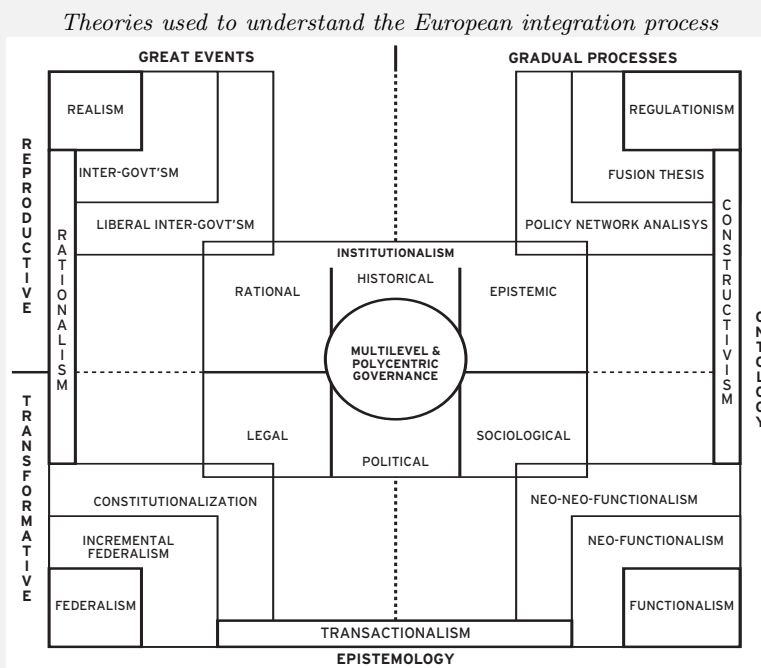 Theories used to understand the European integration process
GREAT EVENTS
GRADUAL PROCESSES
REALISM
REGULATIONISM
REPRODUCTIVE
INTER-GOVT'SM
FUSION THESIS
LIBERAL INTER-GOVT'SM
POLICY NETWORK ANALISYS
RATIONALISM
CONSTRUCTIVISM
INSTITUTIONALISM
HISTORICAL
RATIONAL
EPISTEMIC
ONTOLOGY
MULTILEVEL &
POLYCENTRIC
GOVERNANCE
TRANSFORMATIVE
LEGAL
SOCIOLOGICAL
POLITICAL
CONSTITUTIONALIZATION
NEO-NEO-FUNCTIONALISM
INCREMENTAL
FEDERALISM
NEO-FUNCTIONALISM
FEDERALISM
FUNCTIONALISM
TRANSACTIONALISM
EPISTEMOLOGY